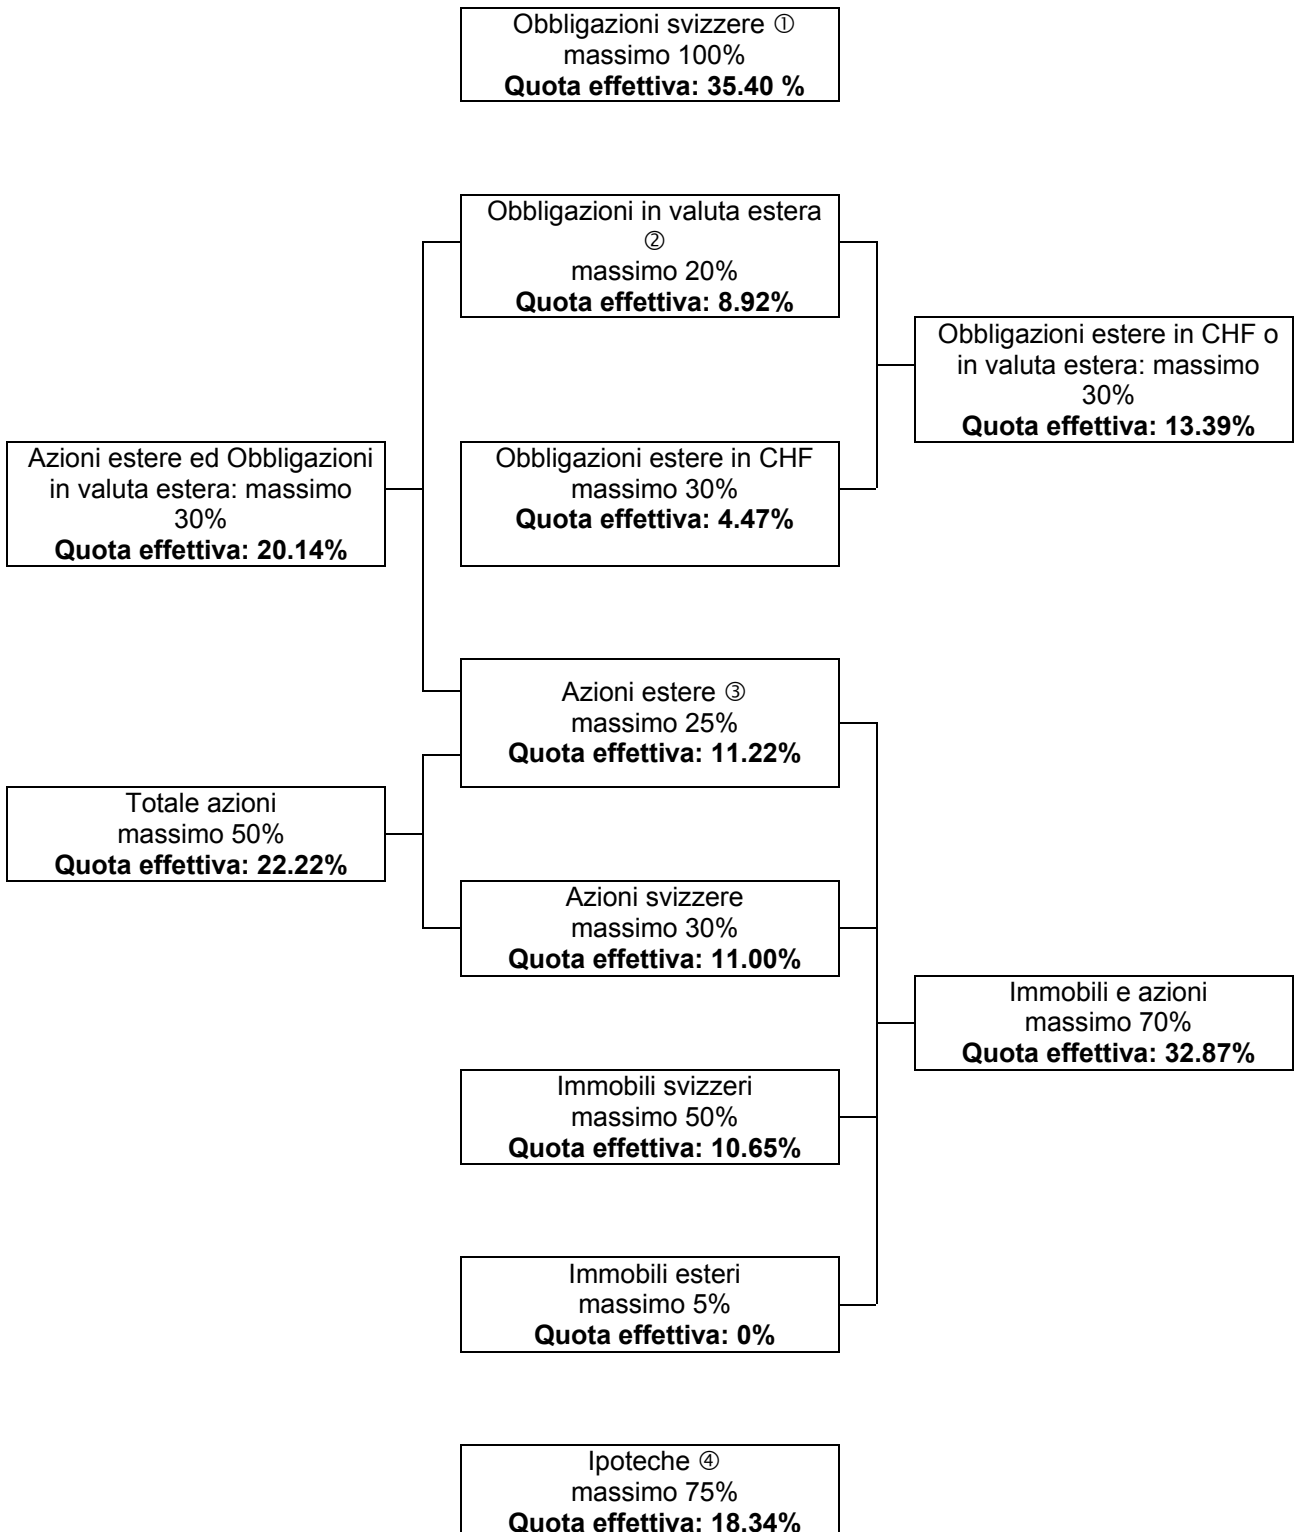 Obbligazioni svizzere ①
massimo 100%
Quota effettiva: 35.40 %
Obbligazioni in valuta estera
②
massimo 20%
Quota effettiva: 8.92%
Obbligazioni estere in CHF o
in valuta estera: massimo
30%
Quota effettiva: 13.39%
Azioni estere ed Obbligazioni
in valuta estera: massimo
30%
Quota effettiva: 20.14%
Obbligazioni estere in CHF
massimo 30%
Quota effettiva: 4.47%
Azioni estere ③
massimo 25%
Quota effettiva: 11.22%
Totale azioni
massimo 50%
Quota effettiva: 22.22%
Azioni svizzere
massimo 30%
Quota effettiva: 11.00%
Immobili e azioni
massimo 70%
Quota effettiva: 32.87%
Immobili svizzeri
massimo 50%
Quota effettiva: 10.65%
Immobili esteri
massimo 5%
Quota effettiva: 0%
Ipoteche ④
massimo 75%
Quota effettiva: 18.34%